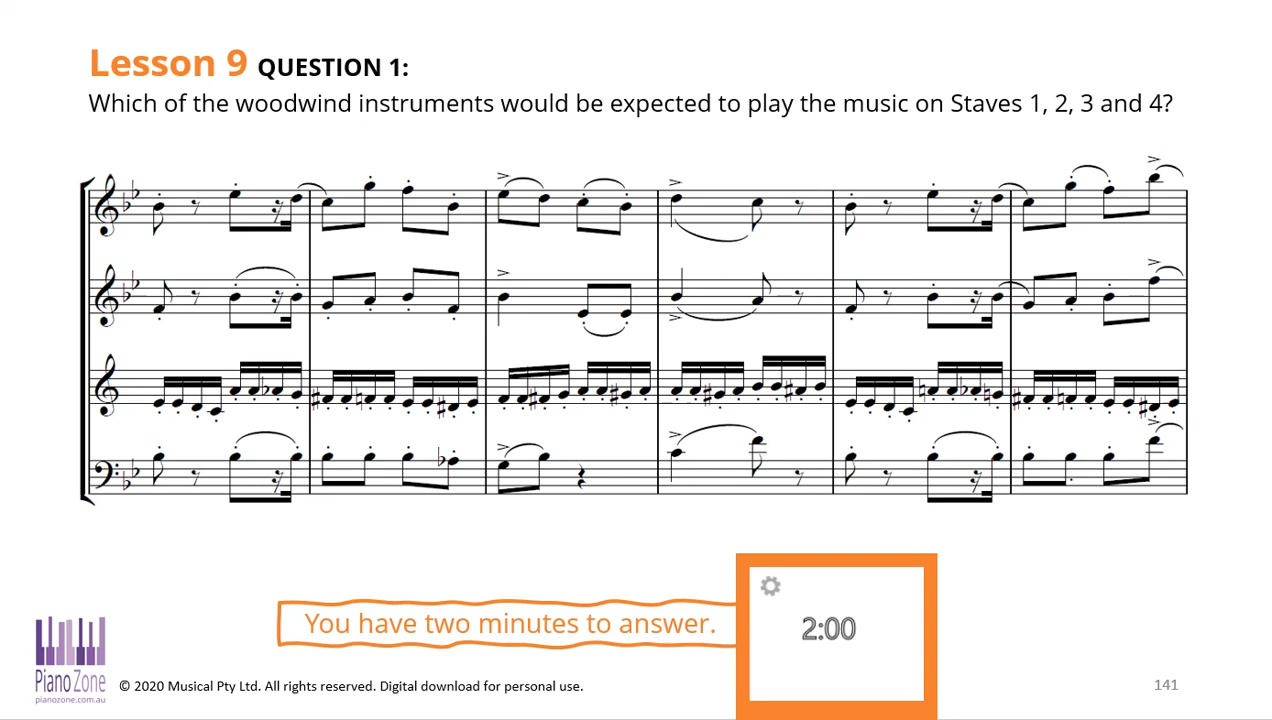 Lesson 9 QUESTION 1:
Which of the woodwind instruments would be expected to play the music on Staves 1, 2, 3 and 4?
You have two minutes to answer.
2:00
Piano Zone
pianozone.com.au
© 2020 Musical Pty Ltd. All rights reserved. Digital download for personal use.
141